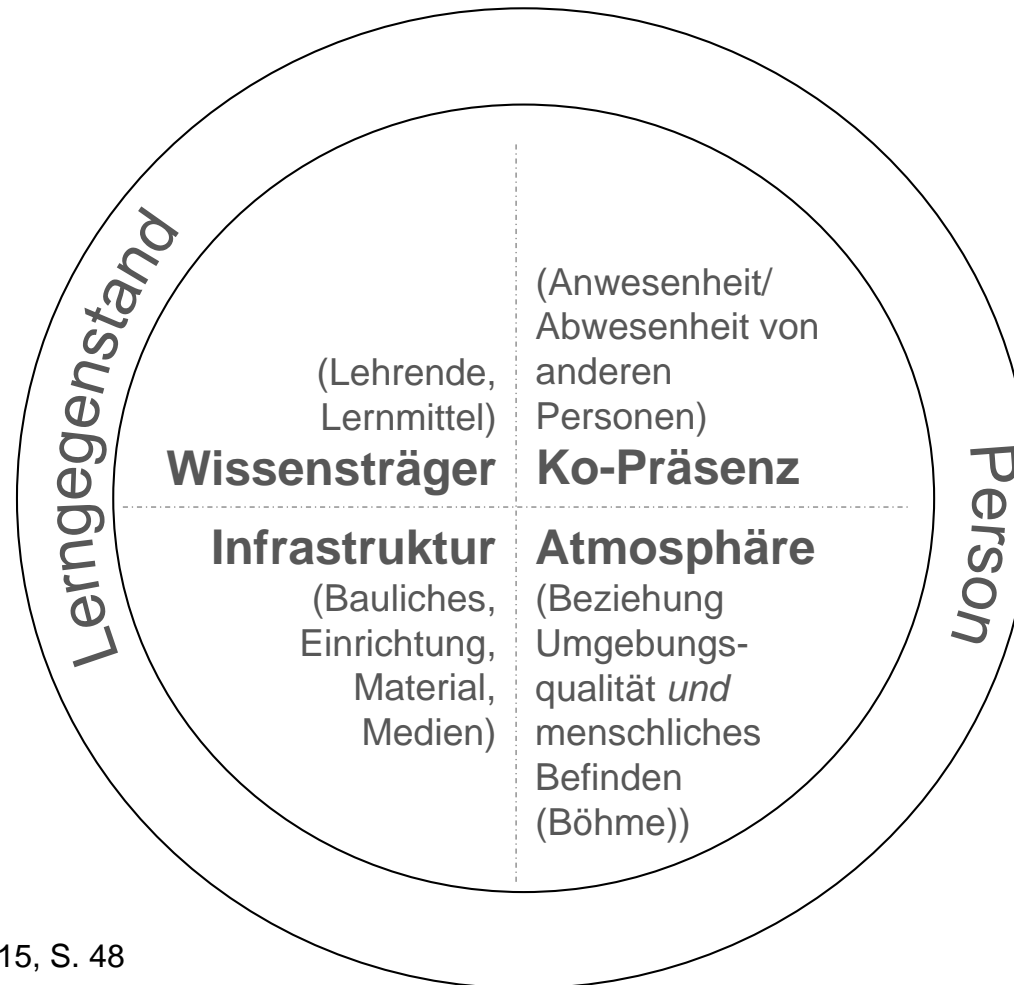 Lerngegenstand
(Lehrende,
Lernmittel)
Wissensträger
(Anwesenheit/
Abwesenheit von
anderen
Personen)
Ko-Präsenz
Infrastruktur
(Bauliches,
Einrichtung,
Material,
Medien)
Atmosphäre
(Beziehung
Umgebungs-
qualität und
menschliches
Befinden
(Böhme))
Person
15, S. 48